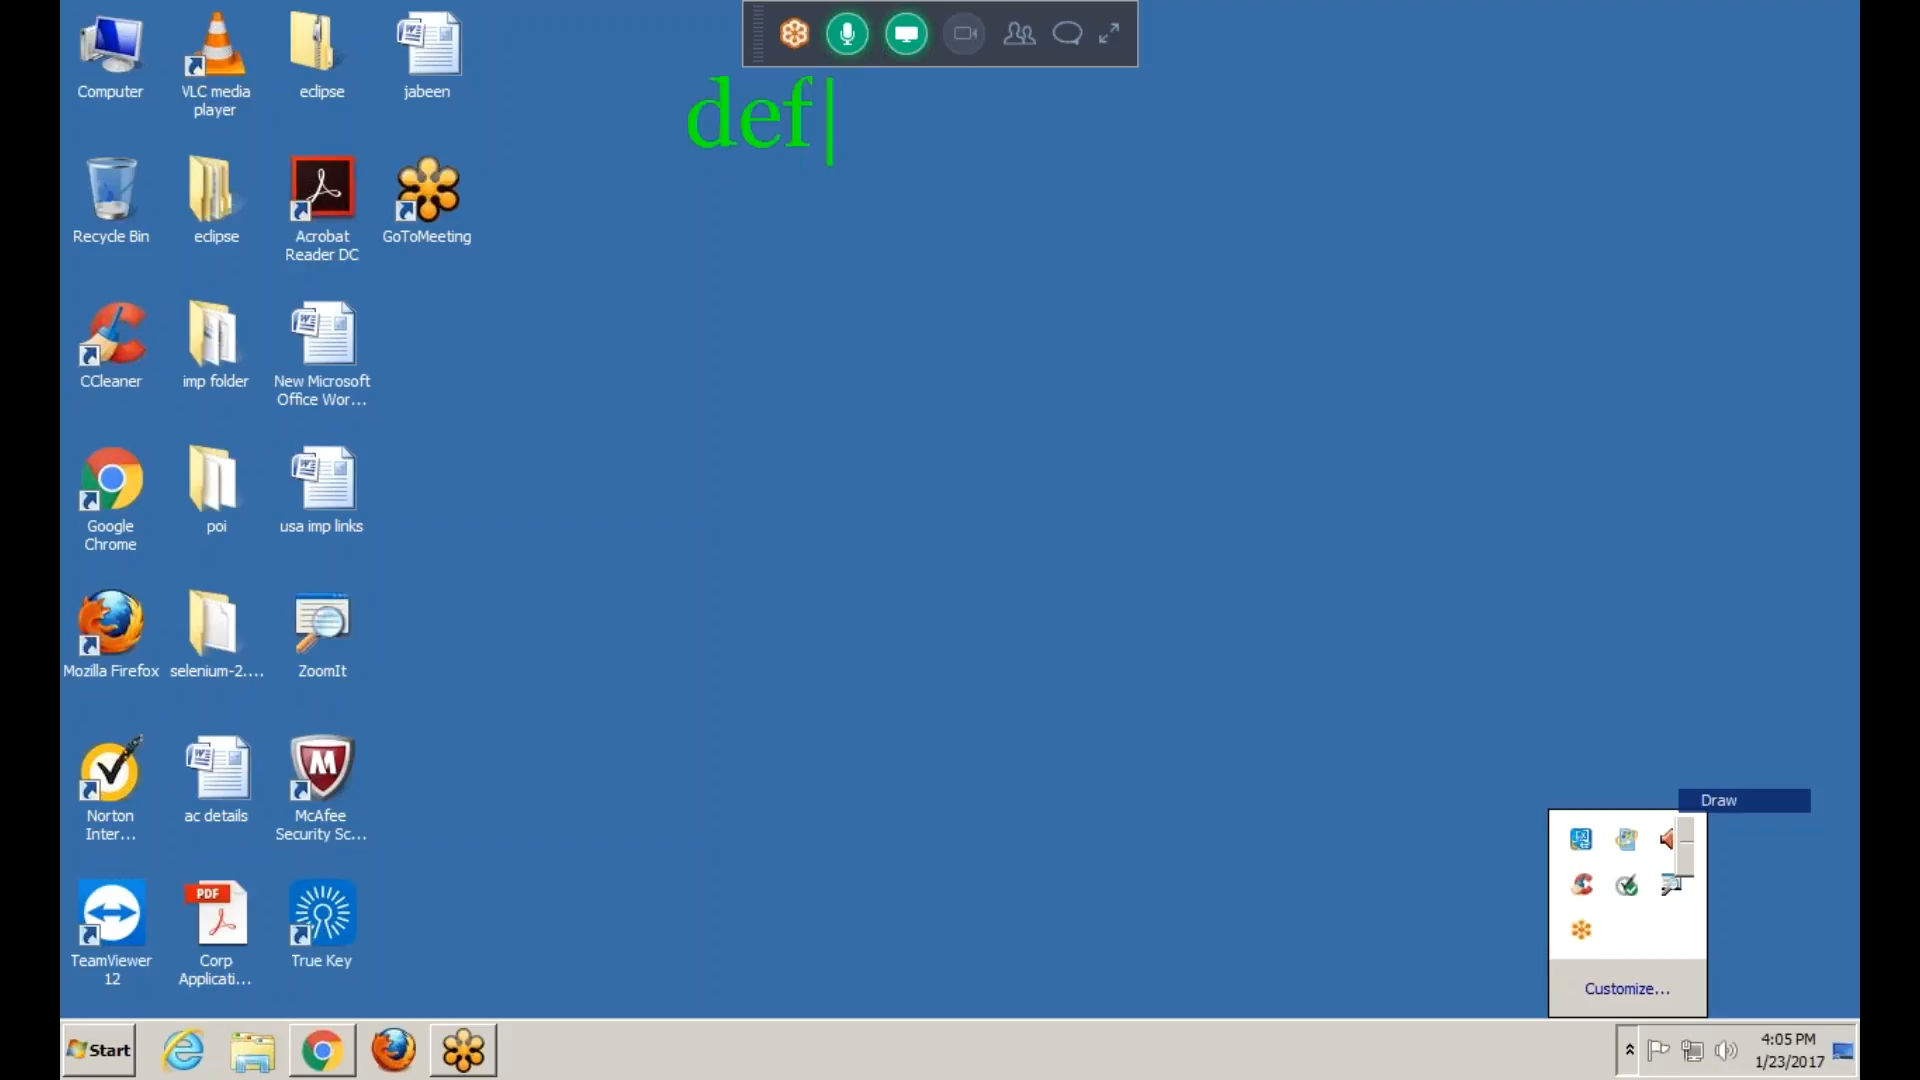 def
Computer
VLC media
player
eclipse
jabeen
Recycle Bin
eclipse
Acrobat
Reader DC
GoToMeeting
CCleaner
imp folder
New Microsoft
Office Wor...
Google
Chrome
poi
usa imp links
Mozilla Firefox
selenium-2....
ZoomIt
Norton
Inter...
ac details
McAfee
Security Sc...
TeamViewer
12
PDF
Corp
Applicati...
True Key
Draw
Customize...
Start
4:05 PM
1/23/2017